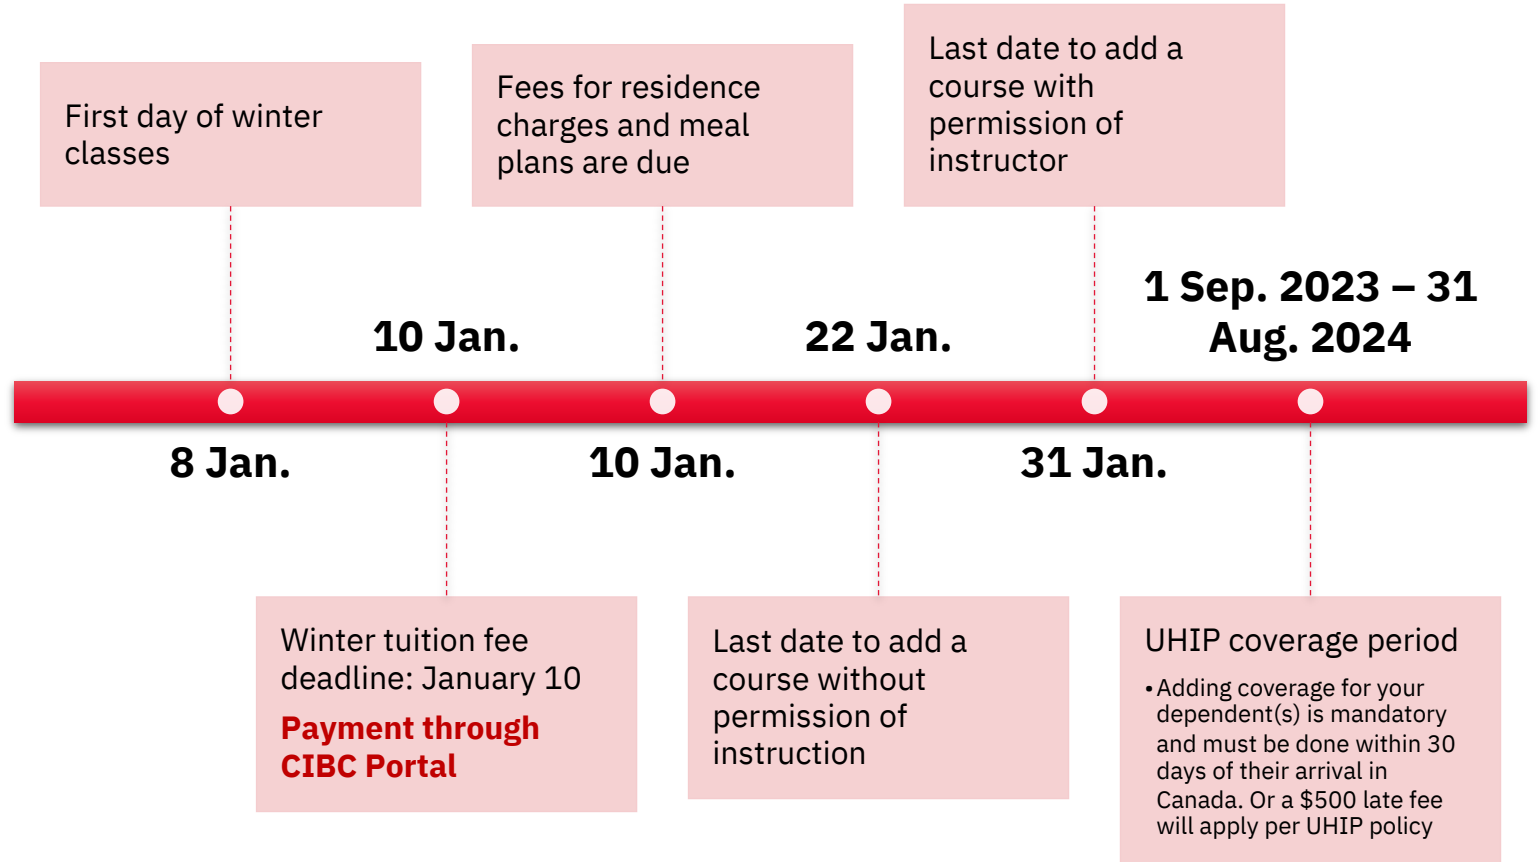 First day of winter
classes
Fees for residence
charges and meal
plans are due
Last date to add a
course with
permission of
instructor
10 Jan.
22 Jan.
1 Sep. 2023 – 31
Aug. 2024
8 Jan.
10 Jan.
31 Jan.
Winter tuition fee
deadline: January 10
Payment through
CIBC Portal
Last date to add a
course without
permission of
instruction
UHIP coverage period
• Adding coverage for your
dependent(s) is mandatory
and must be done within 30
days of their arrival in
Canada. Or a $500 late fee
will apply per UHIP policy